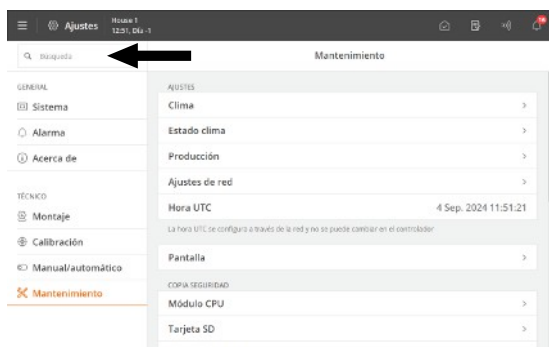 Ajustes
House 1
12:51, Día -1
Búsqueda
Mantenimiento
GENERAL
Sistema
Alarma
Acerca de
TÉCNICO
Montaje
Calibración
Manual/automático
Mantenimiento
AJUSTES
Clima
Estado clima
Producción
Ajustes de red
Hora UTC 4 Sep. 2024 11:51:21
La hora UTC se configura a través de la red y no se puede cambiar en el controlador
Pantalla
COPIA SEGURIDAD
Módulo CPU
Tarjeta SD